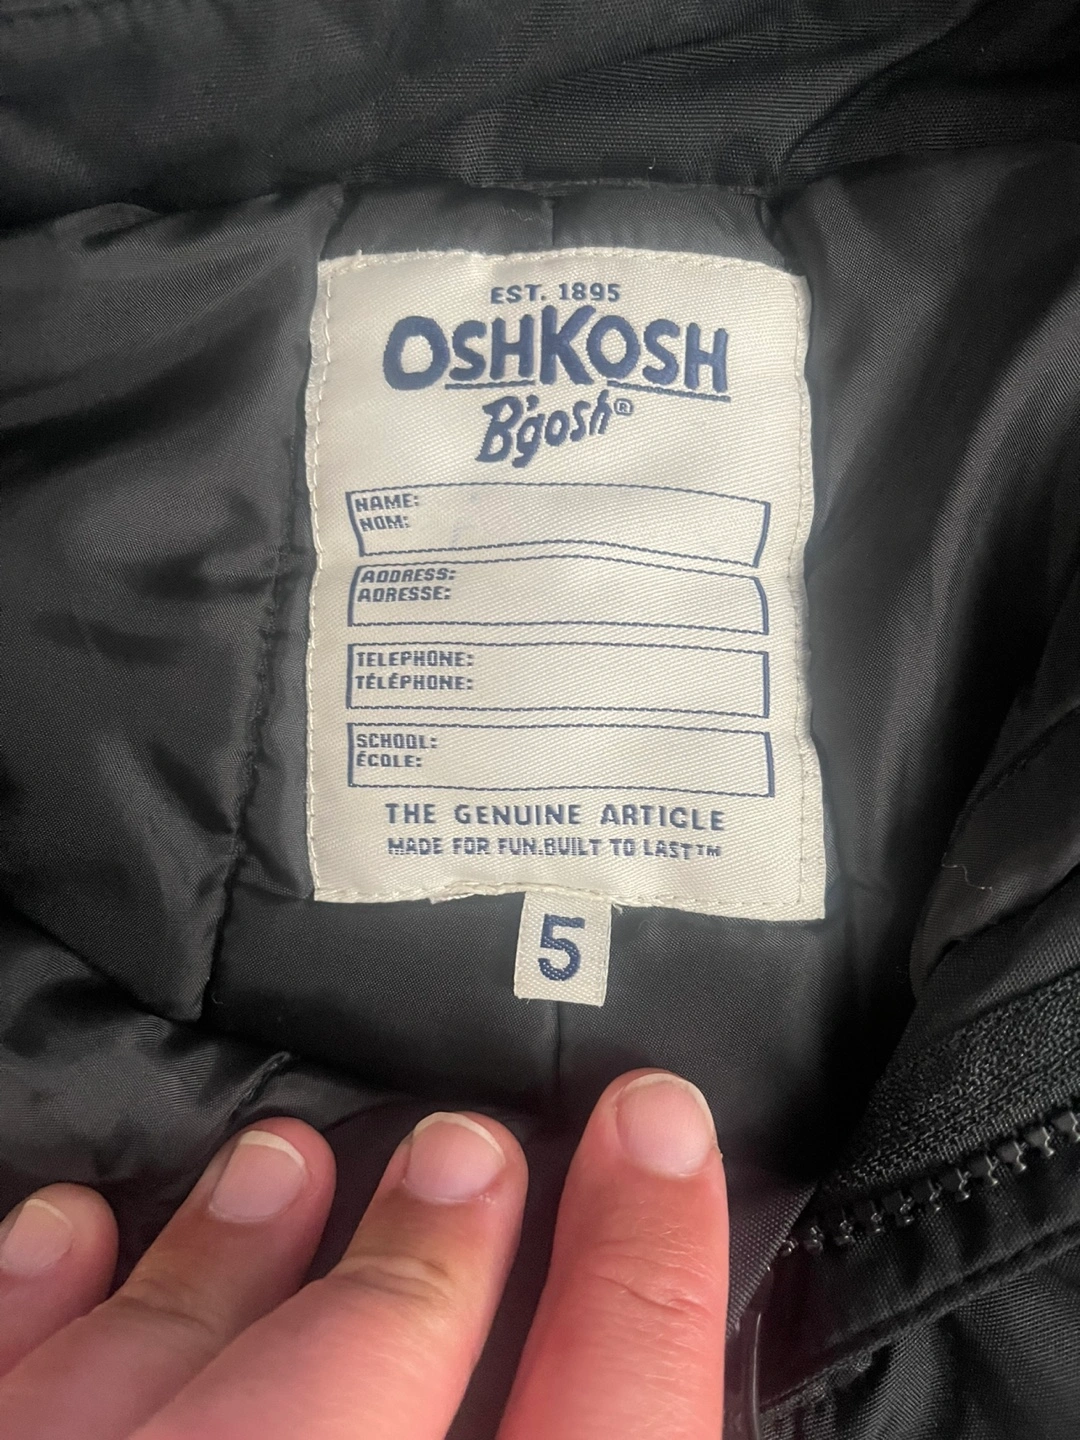 EST. 1895
OSHKOSH
B'gosh®
NAME:
NOM:
ADDRESS:
ADRESSE:
TELEPHONE:
TÉLÉPHONE:
SCHOOL:
ÉCOLE:
THE GENUINE ARTICLE
MADE FOR FUN.BUILT TO LAST™
5